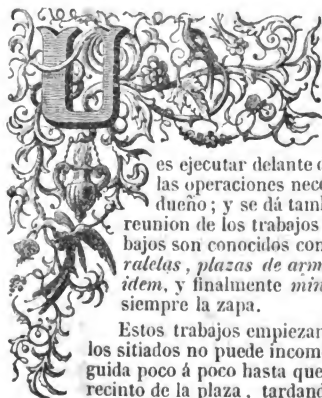 U
es ejecutar delante
las operaciones nece
dueño ; y se dá tamb
reunion de los trabajos
bajos son conocidos con
ralelas, plazas de arm
idem, y finalmente min
siempre la zapa.
Estos trabajos empiezan
los sitiados no puede incom
guida poco á poco hasta que
recinto de la plaza, tardand